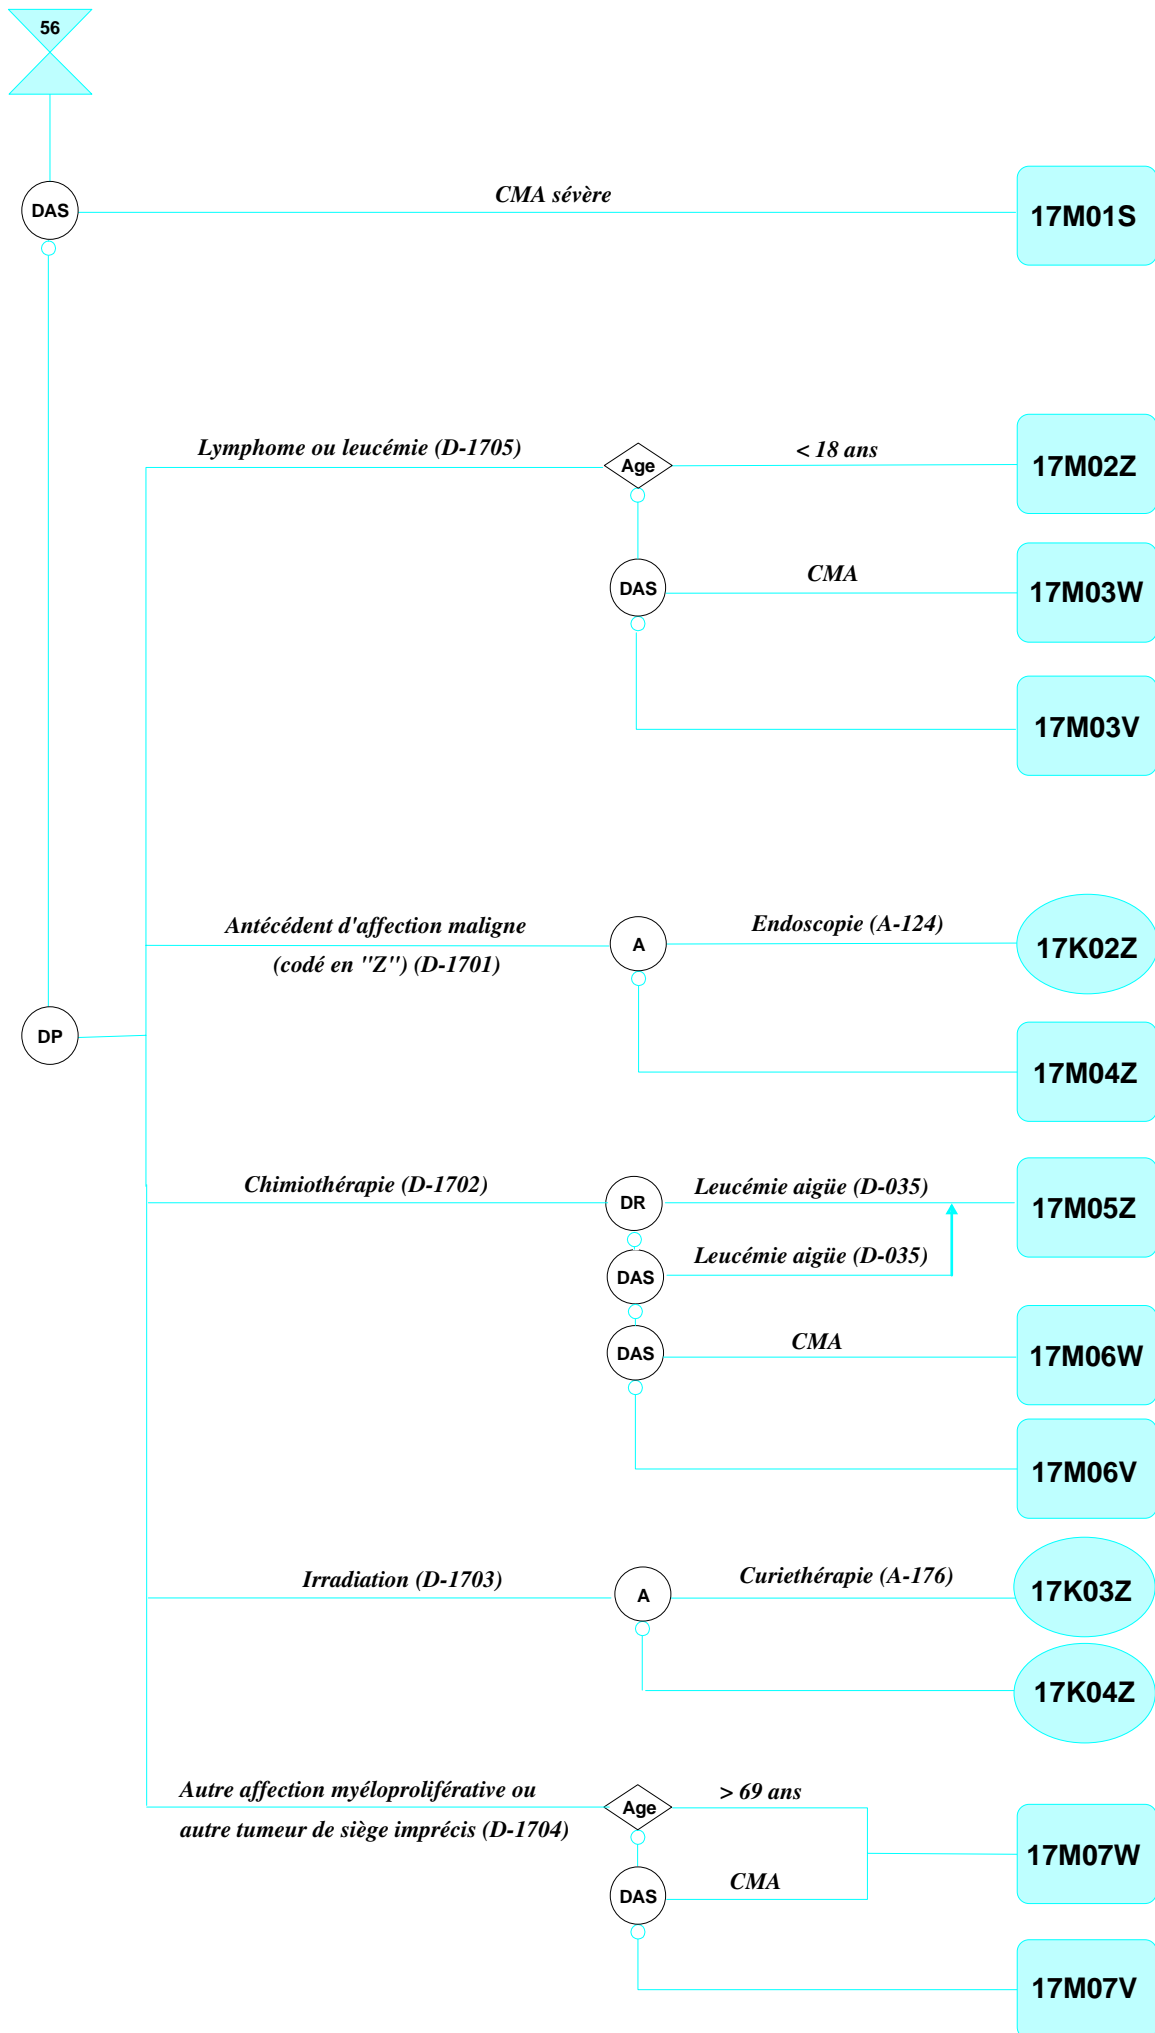 56
DAS
CMA sévère
17M01S
Lymphome ou leucémie (D-1705)
Age
< 18 ans
17M02Z
DAS
CMA
17M03W
17M03V
Antécédent d'affection maligne
(codé en "Z") (D-1701)
A
Endoscopie (A-124)
17K02Z
DP
17M04Z
Chimiothérapie (D-1702)
DR
Leucémie aigüe (D-035)
17M05Z
DAS
Leucémie aigüe (D-035)
DAS
CMA
17M06W
17M06V
Irradiation (D-1703)
A
Curiethérapie (A-176)
17K03Z
17K04Z
Autre affection myéloproliférative ou
autre tumeur de siège imprécis (D-1704)
Age
> 69 ans
17M07W
DAS
CMA
17M07V